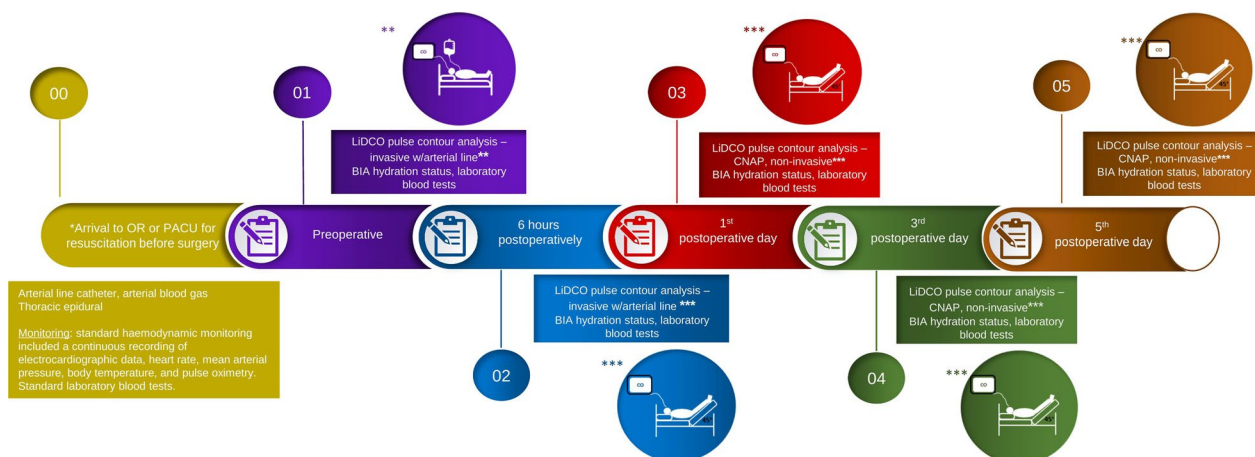 **
***
***
00
01
03
05
LiDCO pulse contour analysis –
invasive w/arterial line**
BIA hydration status, laboratory
blood tests
LiDCO pulse contour analysis –
CNAP, non-invasive***
BIA hydration status, laboratory
blood tests
LiDCO pulse contour analysis –
CNAP, non-invasive***
BIA hydration status, laboratory
blood tests
*Arrival to OR or PACU for
resuscitation before surgery
Preoperative
6 hours
postoperatively
1st
postoperative day
3rd
postoperative day
5th
postoperative day
Arterial line catheter, arterial blood gas
Thoracic epidural
Monitoring: standard haemodynamic monitoring
included a continuous recording of
electrocardiographic data, heart rate, mean arterial
pressure, body temperature, and pulse oximetry.
Standard laboratory blood tests.
LiDCO pulse contour analysis –
invasive w/arterial line ***
BIA hydration status, laboratory
blood tests
LiDCO pulse contour analysis –
CNAP, non-invasive***
BIA hydration status, laboratory
blood tests
02
***
04
***